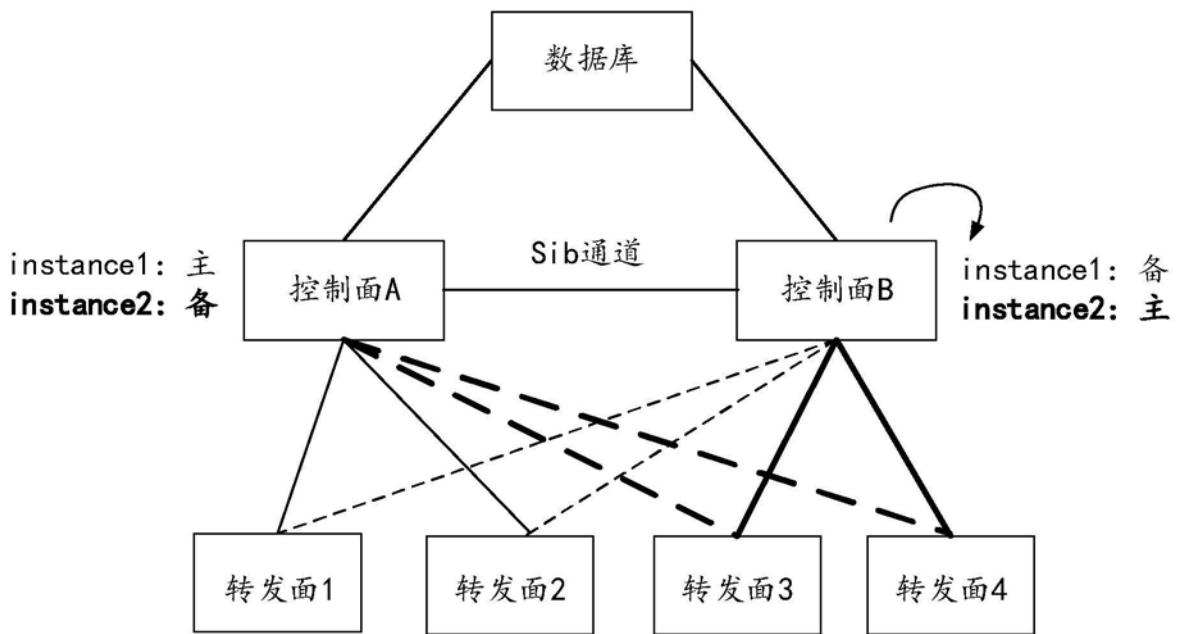 数据库
Sib通道
控制面A
控制面B
instance1: 主
instance2: 备
instance1: 备
instance2: 主
转发面1
转发面2
转发面3
转发面4